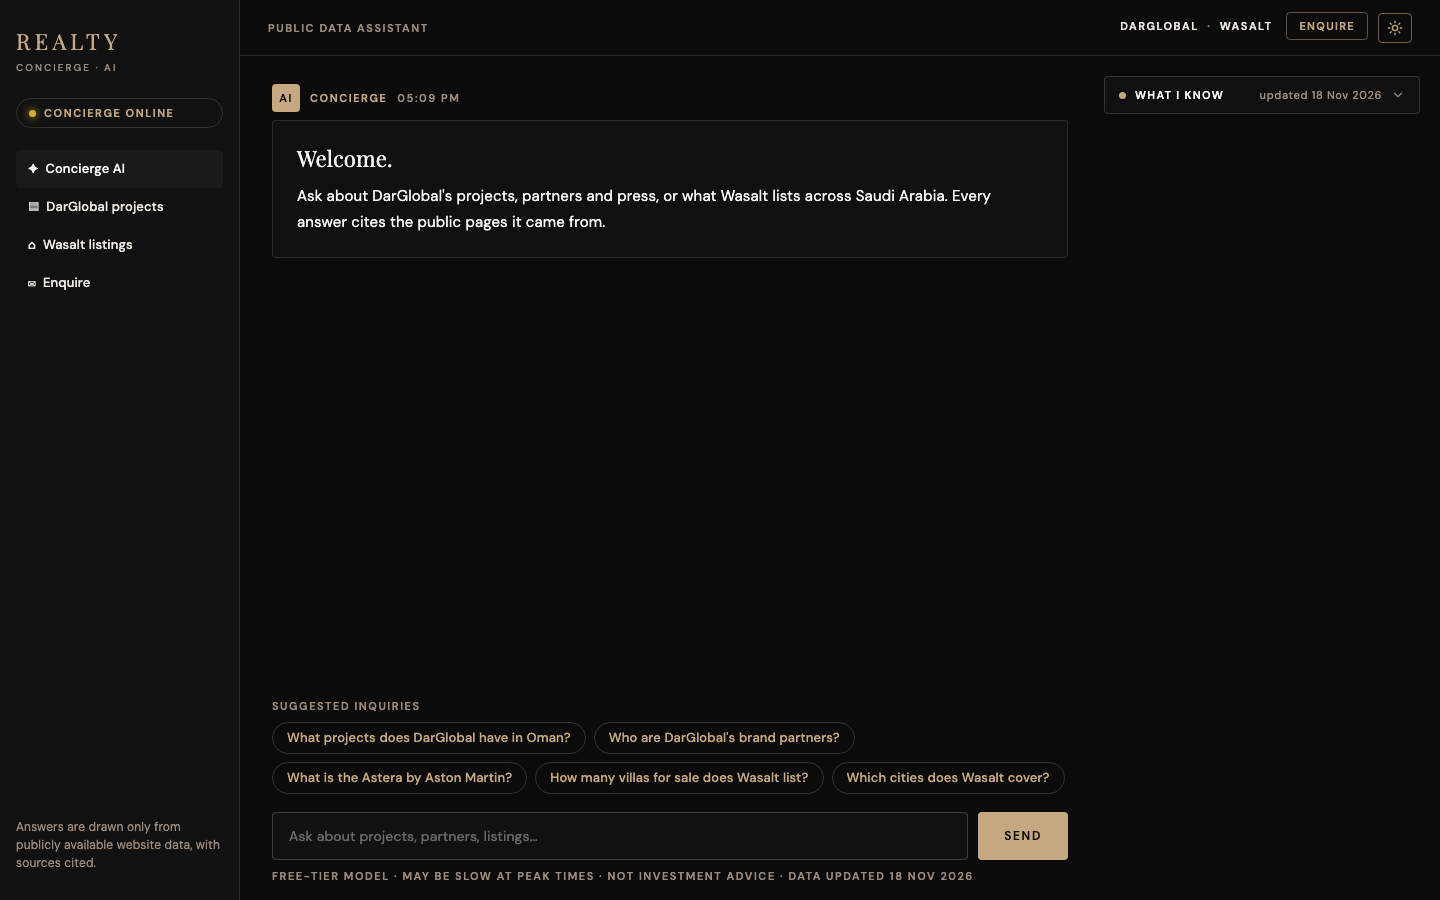 REALTY
CONCIERGE · AI
CONCIERGE ONLINE
Concierge AI
DarGlobal projects
Wasalt listings
Enquire
Answers are drawn only from
publicly available website data, with
sources cited.
PUBLIC DATA ASSISTANT
DARGLOBAL · WASALT
ENQUIRE
AI CONCIERGE 05:09 PM
Welcome.
Ask about DarGlobal's projects, partners and press, or what Wasalt lists across Saudi Arabia. Every
answer cites the public pages it came from.
WHAT I KNOW updated 18 Nov 2026
SUGGESTED INQUIRIES
What projects does DarGlobal have in Oman?
Who are DarGlobal's brand partners?
What is the Astera by Aston Martin?
How many villas for sale does Wasalt list?
Which cities does Wasalt cover?
Ask about projects, partners, listings…
SEND
FREE-TIER MODEL · MAY BE SLOW AT PEAK TIMES · NOT INVESTMENT ADVICE · DATA UPDATED 18 NOV 2026